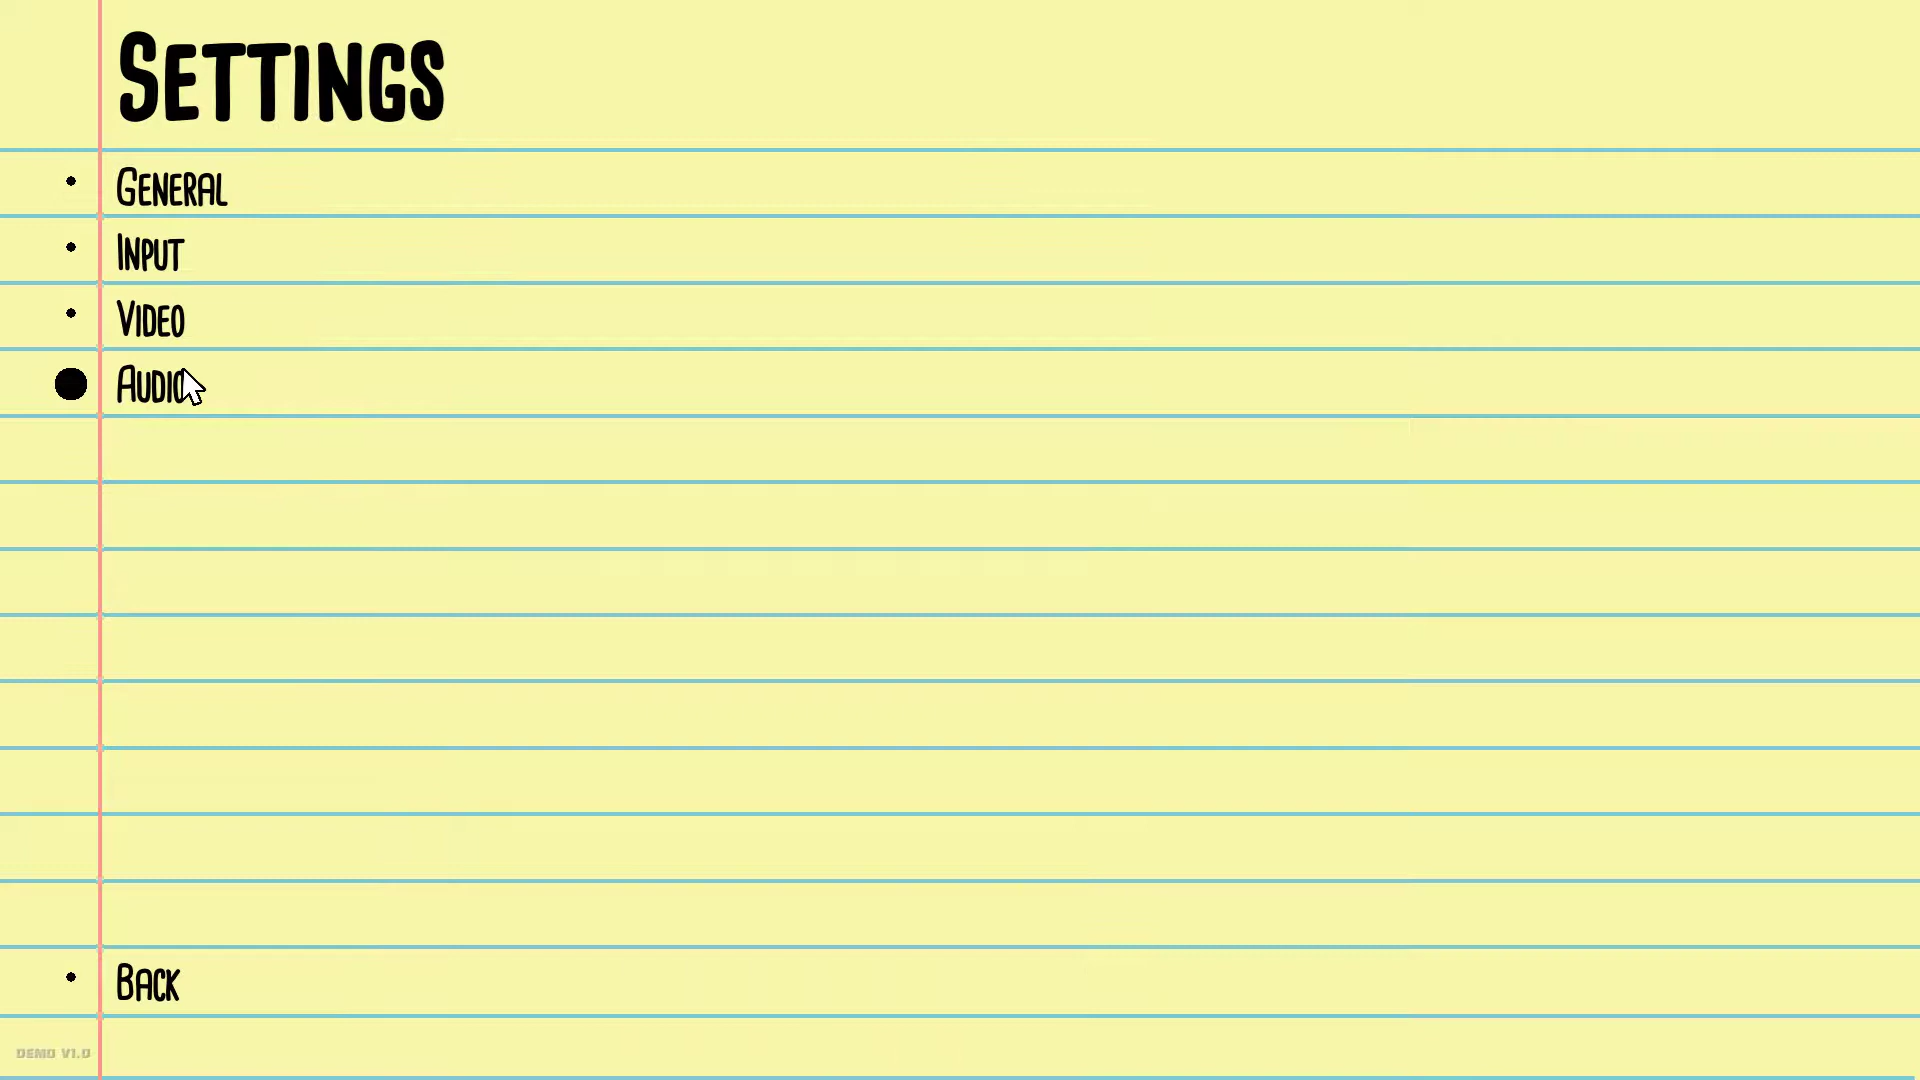 Settings
General
Input
Video
Audio
Back
DEMO V1.0